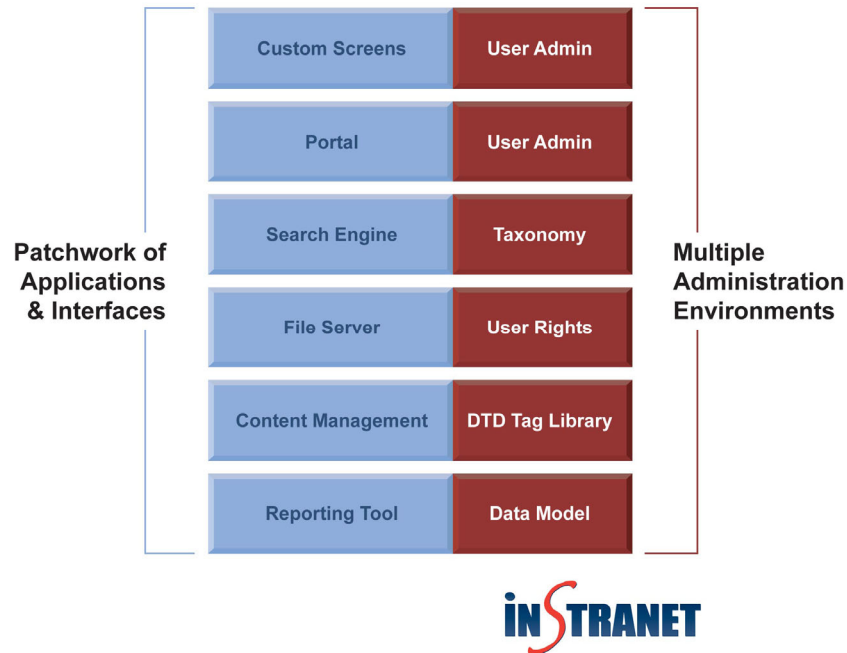 Custom Screens
User Admin
Portal
User Admin
Search Engine
Taxonomy
Patchwork of
Applications
& Interfaces
Multiple
Administration
Environments
File Server
User Rights
Content Management
DTD Tag Library
Reporting Tool
Data Model
INSTRANET